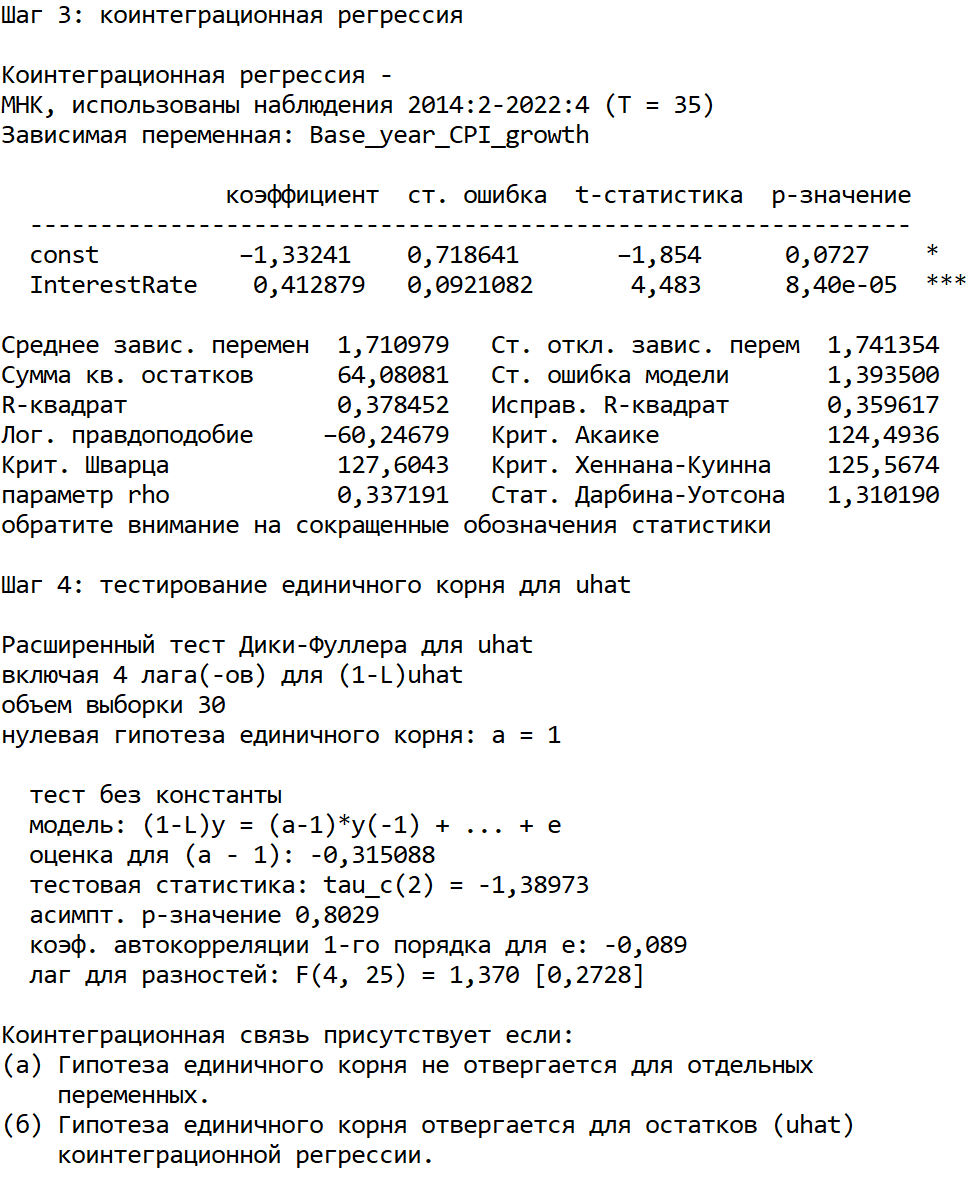 Шаг 3: коинтеграционная регрессия
Коинтеграционная регрессия -
МНК, использованы наблюдения 2014:2-2022:4 (T = 35)
Зависимая переменная: Base_year_CPI_growth
коэффициент ст. ошибка t-статистика p-значение
---------------------------------------------------------------
const −1,33241 0,718641 −1,854 0,0727 *
InterestRate 0,412879 0,0921082 4,483 8,40e-05 ***
Среднее завис. перемен 1,710979 Ст. откл. завис. перем 1,741354
Сумма кв. остатков 64,08081 Ст. ошибка модели 1,393500
R-квадрат 0,378452 Исправ. R-квадрат 0,359617
Лог. правдоподобие −60,24679 Крит. Акаике 124,4936
Крит. Шварца 127,6043 Крит. Хеннана-Куинна 125,5674
параметр rho 0,337191 Стат. Дарбина-Уотсона 1,310190
обратите внимание на сокращенные обозначения статистики
Шаг 4: тестирование единичного корня для uhat
Расширенный тест Дики-Фуллера для uhat
включая 4 лага(-ов) для (1-L)uhat
объем выборки 30
нулевая гипотеза единичного корня: a = 1
тест без константы
модель: (1-L)y = (a-1)*y(-1) + ... + e
оценка для (a - 1): -0,315088
тестовая статистика: tau_c(2) = -1,38973
асимпт. p-значение 0,8029
коэф. автокорреляции 1-го порядка для e: -0,089
лаг для разностей: F(4, 25) = 1,370 [0,2728]
Коинтеграционная связь присутствует если:
(а) Гипотеза единичного корня не отвергается для отдельных
переменных.
(б) Гипотеза единичного корня отвергается для остатков (uhat)
коинтеграционной регрессии.